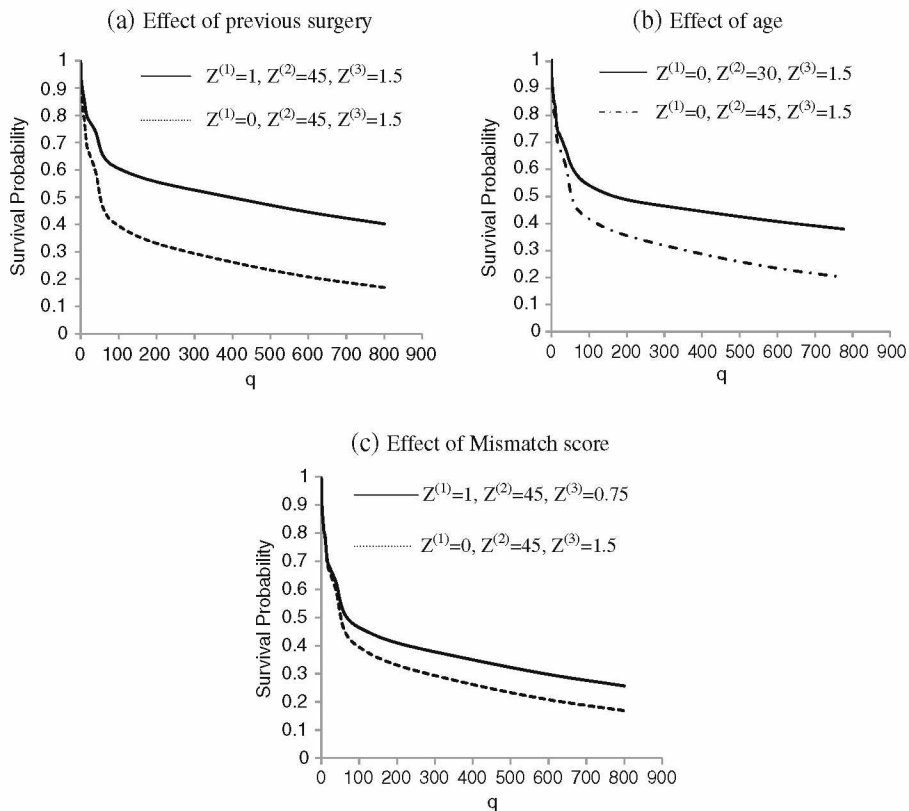 (a) Effect of previous surgery
Z(1)=1, Z(2)=45, Z(3)=1.5
Z(1)=0, Z(2)=45, Z(3)=1.5
Survival Probability
1
0.9
0.8
0.7
0.6
0.5
0.4
0.3
0.2
0.1
0
0 100 200 300 400 500 600 700 800 900
q
(b) Effect of age
Z(1)=0, Z(2)=30, Z(3)=1.5
Z(1)=0, Z(2)=45, Z(3)=1.5
Survival Probability
1
0.9
0.8
0.7
0.6
0.5
0.4
0.3
0.2
0.1
0
0 100 200 300 400 500 600 700 800 900
q
(c) Effect of Mismatch score
Z(1)=1, Z(2)=45, Z(3)=0.75
Z(1)=0, Z(2)=45, Z(3)=1.5
Survival Probability
1
0.9
0.8
0.7
0.6
0.5
0.4
0.3
0.2
0.1
0
0 100 200 300 400 500 600 700 800 900
q